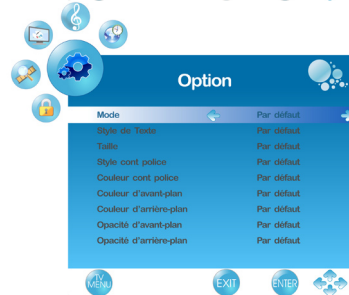 Option
Mode Par défaut
Style de Texte Par défaut
Taille Par défaut
Style cont police Par défaut
Couleur cont police Par défaut
Couleur d'avant-plan Par défaut
Couleur d'arrière-plan Par défaut
Opacité d'avant-plan Par défaut
Opacité d'arrière-plan Par défaut
TV MENU EXIT ENTER